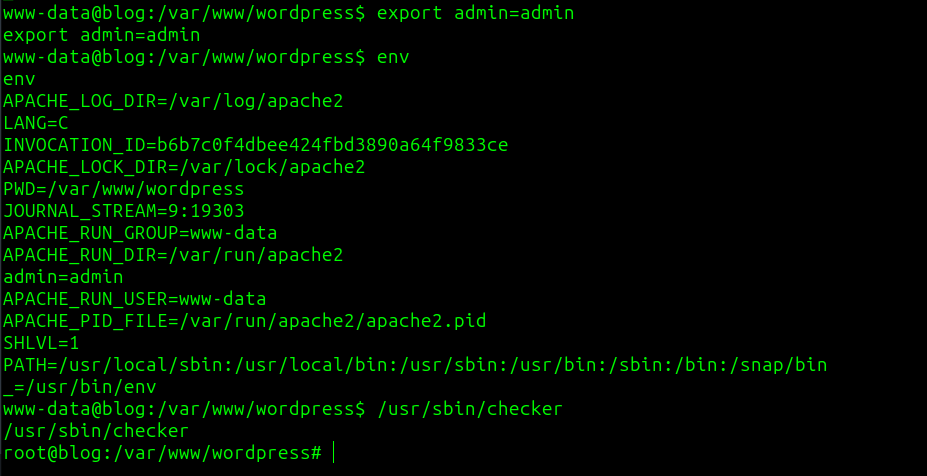 www-data@blog:/var/www/wordpress$ export admin=admin
export admin=admin
www-data@blog:/var/www/wordpress$ env
env
APACHE_LOG_DIR=/var/log/apache2
LANG=C
INVOCATION_ID=b6b7c0f4dbee424fbd3890a64f9833ce
APACHE_LOCK_DIR=/var/lock/apache2
PWD=/var/www/wordpress
JOURNAL_STREAM=9:19303
APACHE_RUN_GROUP=www-data
APACHE_RUN_DIR=/var/run/apache2
admin=admin
APACHE_RUN_USER=www-data
APACHE_PID_FILE=/var/run/apache2/apache2.pid
SHLVL=1
PATH=/usr/local/sbin:/usr/local/bin:/usr/sbin:/usr/bin:/sbin:/bin:/snap/bin
_=/usr/bin/env
www-data@blog:/var/www/wordpress$ /usr/sbin/checker
/usr/sbin/checker
root@blog:/var/www/wordpress#